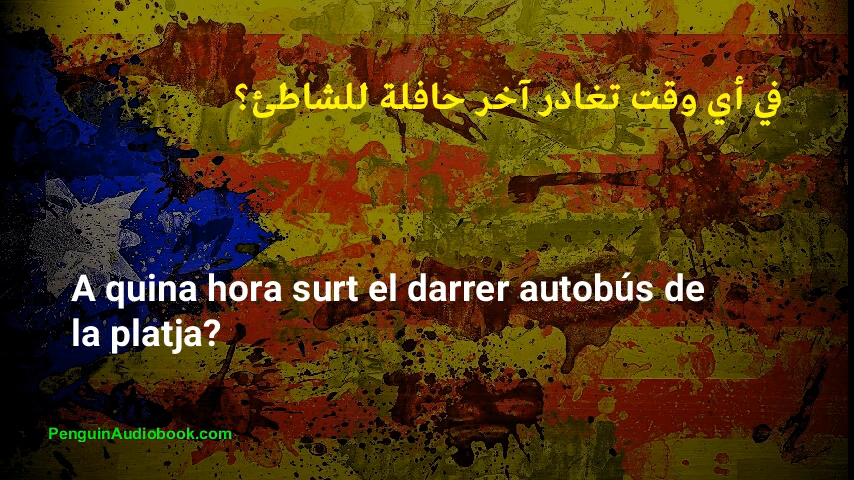 في أي وقت تغادر آخر حافلة للشاطئ؟
A quina hora surt el darrer autobús de
la platja?
PenguinAudiobook.com